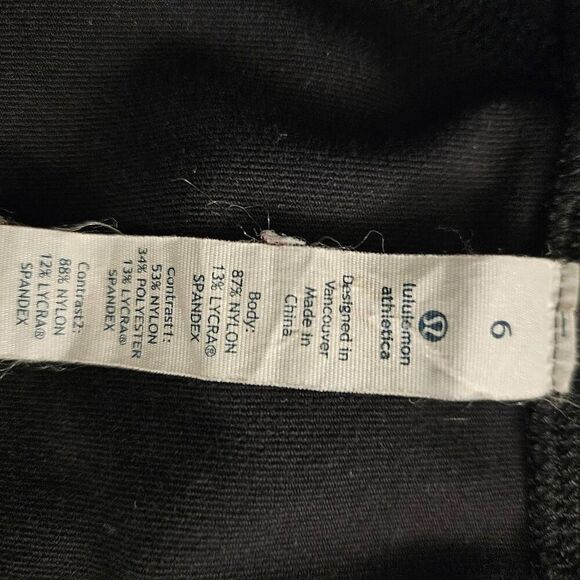 6
lululemon
athletica
Designed in
Vancouver
Made in
China
Body:
87% NYLON
13% LYCRA®
SPANDEX
Contrast1:
53% NYLON
34% POLYESTER
13% LYCRA®
SPANDEX
Contrast2:
88% NYLON
12% LYCRA®
SPANDEX